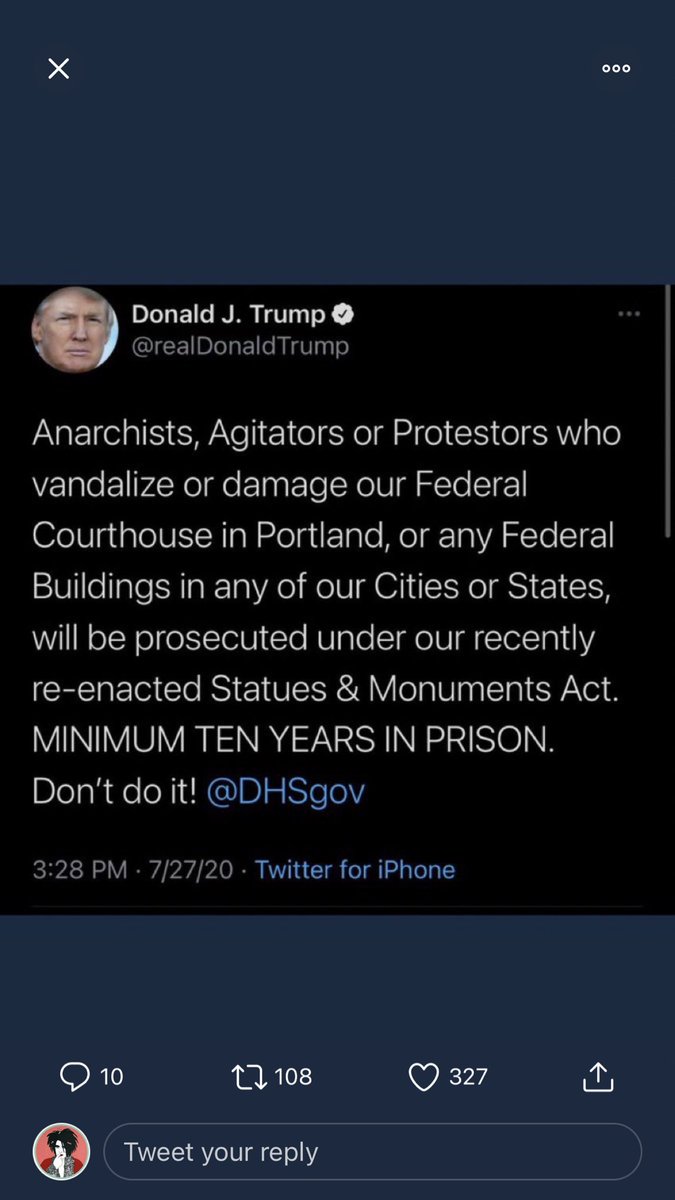 Donald J. Trump
@realDonaldTrump
Anarchists, Agitators or Protestors who
vandalize or damage our Federal
Courthouse in Portland, or any Federal
Buildings in any of our Cities or States,
will be prosecuted under our recently
re-enacted Statues & Monuments Act.
MINIMUM TEN YEARS IN PRISON.
Don’t do it! @DHSgov
3:28 PM · 7/27/20 · Twitter for iPhone
10 108 327
Tweet your reply